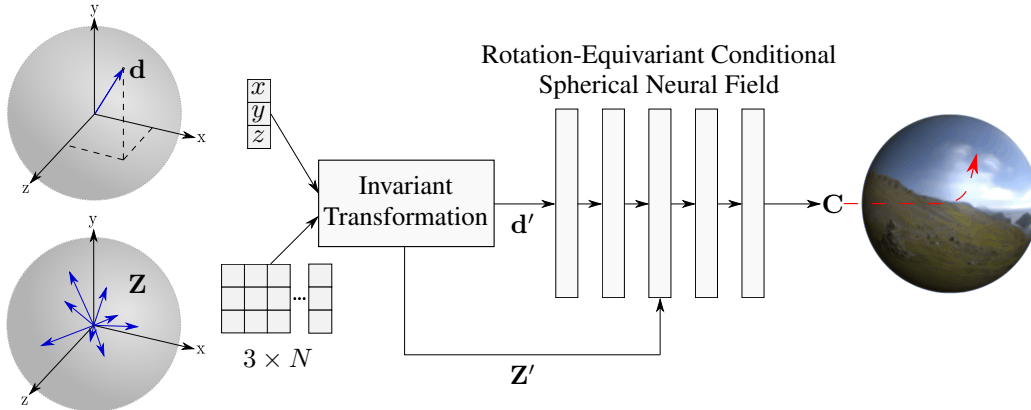 y
d
x
z
x
y
z
Rotation-Equivariant Conditional
Spherical Neural Field
Invariant
Transformation
d′
C
y
Z
x
z
...
3 × N
Z′